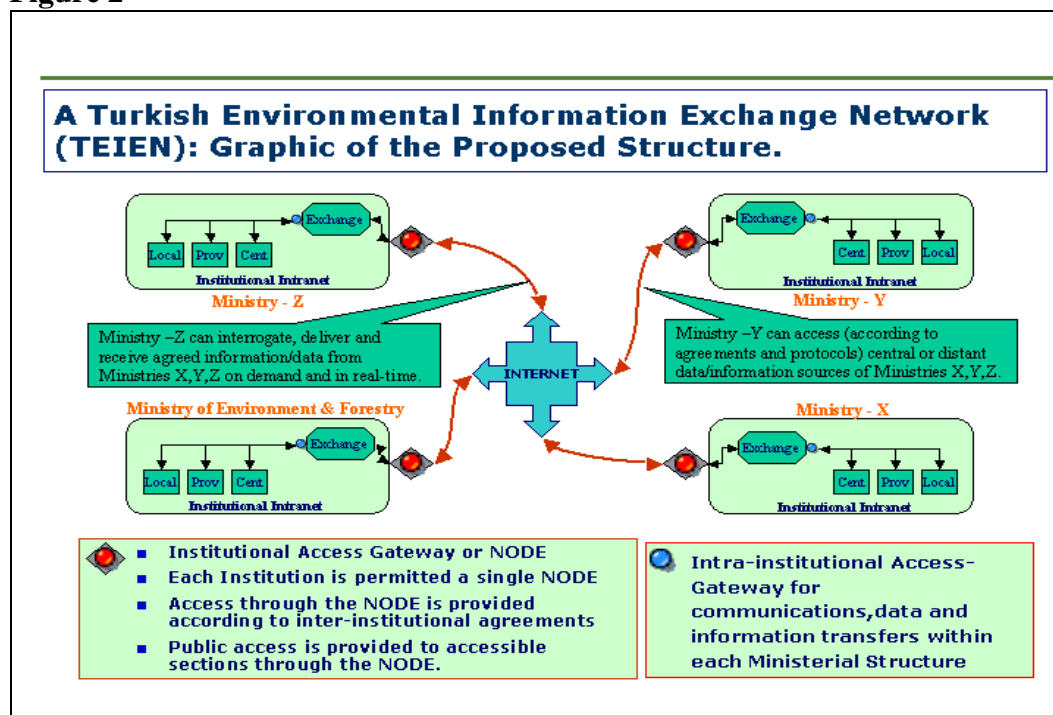 Figure 2
A Turkish Environmental Information Exchange Network
(TEIEN): Graphic of the Proposed Structure.
Exchange
Local Prov Cent
Institutional Intranet
Ministry - Z
Exchange
Cent Prov Local
Institutional Intranet
Ministry - Y
Ministry –Z can interrogate, deliver and
receive agreed information/data from
Ministries X,Y,Z on demand and in real-time.
INTERNET
Ministry –Y can access (according to
agreements and protocols) central or distant
data/information sources of Ministries X,Y,Z.
Ministry of Environment & Forestry
Exchange
Local Prov Cent
Institutional Intranet
Ministry - X
Exchange
Cent Prov Local
Institutional Intranet
■ Institutional Access Gateway or NODE
■ Each Institution is permitted a single NODE
■ Access through the NODE is provided
according to inter-institutional agreements
■ Public access is provided to accessible
sections through the NODE.
Intra-institutional Access-
Gateway for
communications,data and
information transfers within
each Ministerial Structure